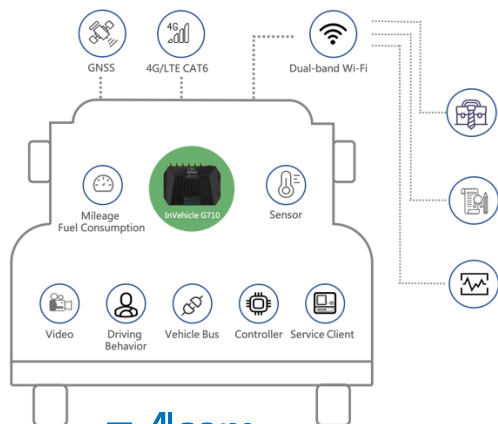 4G
GNSS
4G/LTE CAT6
Dual-band Wi-Fi
InVehicle G710
Mileage
Fuel Consumption
Sensor
Video
Driving
Behavior
Vehicle Bus
Controller
Service Client